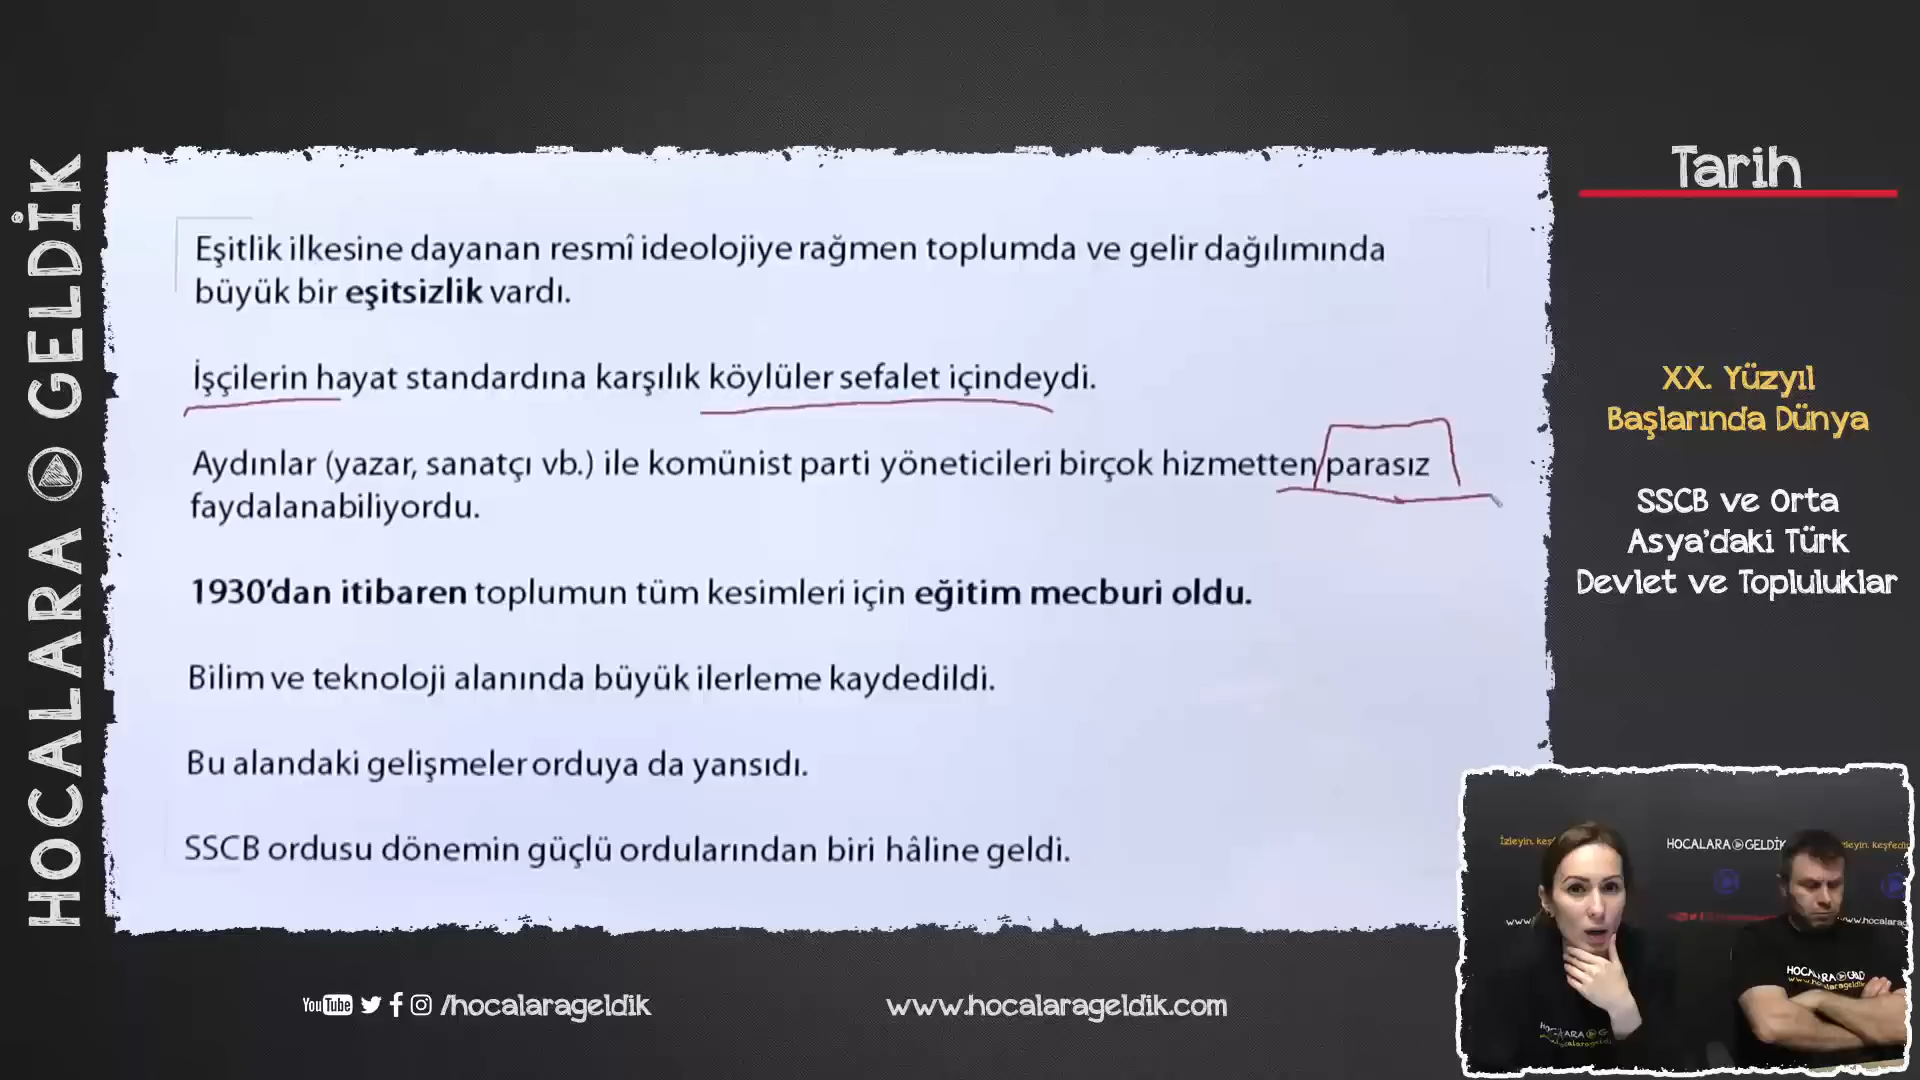 HOCALARA GELDİK
Eşitlik ilkesine dayanan resmî ideolojiye rağmen toplumda ve gelir dağılımında
büyük bir eşitsizlik vardı.
İşçilerin hayat standardına karşılık köylüler sefalet içindeydi.
Aydınlar (yazar, sanatçı vb.) ile komünist parti yöneticileri birçok hizmetten parasız
faydalanabiliyordu.
1930'dan itibaren toplumun tüm kesimleri için eğitim mecburi oldu.
Bilim ve teknoloji alanında büyük ilerleme kaydedildi.
Bu alandaki gelişmeler orduya da yansıdı.
SSCB ordusu dönemin güçlü ordularından biri hâline geldi.
Tarih
XX. Yüzyıl
Başlarında Dünya
SSCB ve Orta
Asya'daki Türk
Devlet ve Topluluklar
YouTube /hocalarageldik
www.hocalarageldik.com
HOCALARA GELDİK